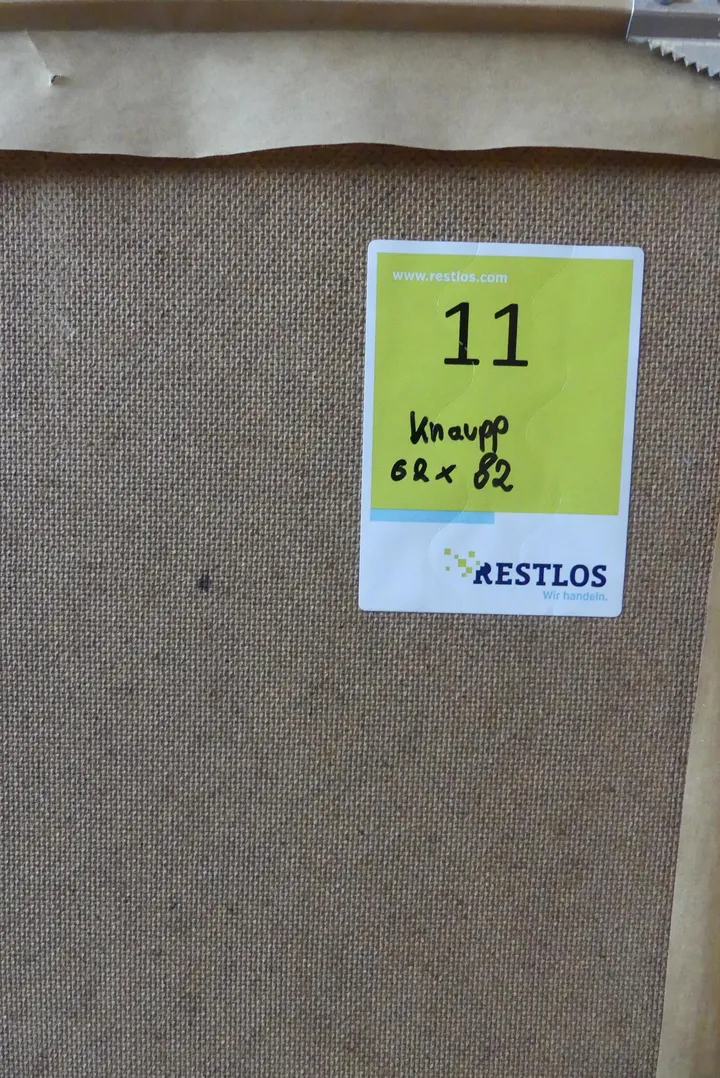 www.restlos.com
11
Knaupp
62 x 82
RESTLOS
Wir handeln.